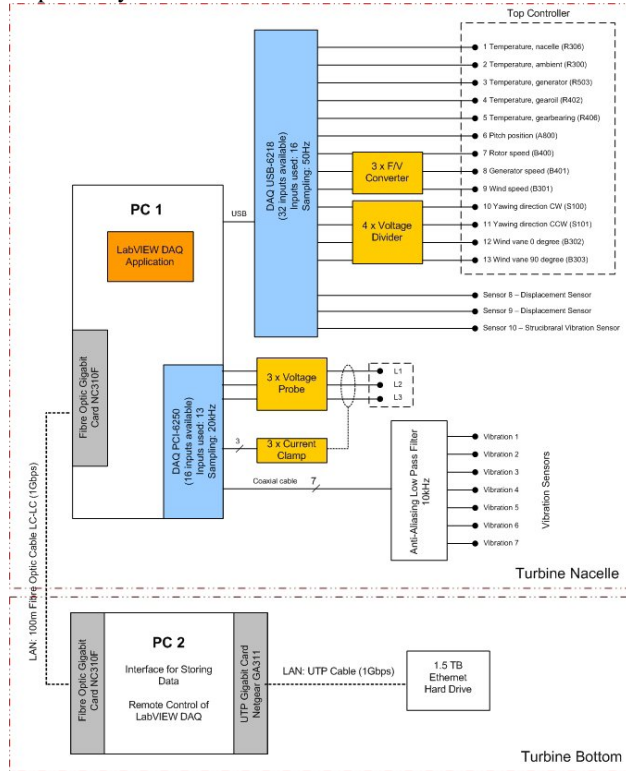 Top Controller
1 Temperature, nacelle (R306)
2 Temperature, ambient (R300)
3 Temperature, generator (R503)
4 Temperature, gearoil (R402)
5 Temperature, gearbearing (R406)
6 Pitch position (A800)
7 Rotor speed (B400)
8 Generator speed (B401)
9 Wind speed (B301)
10 Yawing direction CW (S100)
11 Yawing direction CCW (S101)
12 Wind vane 0 degree (B302)
13 Wind vane 90 degree (B303)
Sensor 8 – Displacement Sensor
Sensor 9 – Displacement Sensor
Sensor 10 – Strucibraral Vibration Sensor
DAQ USB-6218
(32 inputs available)
Inputs used: 16
Sampling: 50Hz
3 x F/V
Converter
4 x Voltage
Divider
USB
PC 1
LabVIEW DAQ
Application
Fibre Optic Gigabit
Card NC310F
DAQ PCI-6250
(16 inputs available)
Inputs used: 13
Sampling: 20kHz
3 x Voltage
Probe
L1
L2
L3
3
3 x Current
Clamp
Coaxial cable
7
Anti-Aliasing Low Pass Filter
10kHz
Vibration 1
Vibration 2
Vibration 3
Vibration 4
Vibration 5
Vibration 6
Vibration 7
Vibration Sensors
Turbine Nacelle
LAN: 100m Fibre Optic Cable LC-LC (1Gbps)
Fibre Optic Gigabit
Card NC310F
PC 2
Interface for Storing
Data
Remote Control of
LabVIEW DAQ
UTP Gigabit Card
Netgear GA311
LAN: UTP Cable (1Gbps)
1.5 TB
Ethernet
Hard Drive
Turbine Bottom